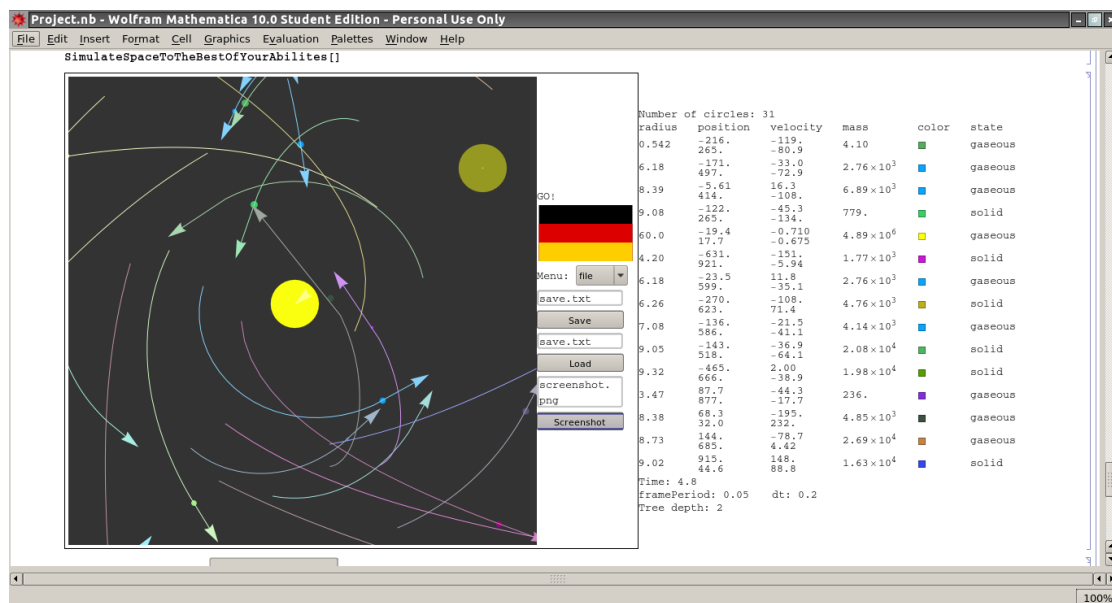 Project.nb - Wolfram Mathematica 10.0 Student Edition - Personal Use Only
File Edit Insert Format Cell Graphics Evaluation Palettes Window Help
SimulateSpaceToTheBestOfYourAbilites[]
GO!
Menu: file
save.txt
Save
save.txt
Load
screenshot.
png
Screenshot
Number of circles: 31
radius position velocity mass color state
0.542 -216. 265. -119. -80.9 4.10 gaseous
6.18 -171. 497. -33.0 -72.9 2.76×10³ gaseous
8.39 -5.61 414. 16.3 -108. 6.89×10³ gaseous
9.08 -122. 265. -45.3 -134. 779. solid
60.0 -19.4 17.7 -0.710 -0.675 4.89×10⁶ gaseous
4.20 -631. 921. -151. -5.94 1.77×10³ solid
6.18 -23.5 599. 11.8 -35.1 2.76×10³ gaseous
6.26 -270. 623. -108. 71.4 4.76×10³ solid
7.08 -136. 586. -21.5 -41.1 4.14×10³ gaseous
9.05 -143. 518. -36.9 -64.1 2.08×10⁴ solid
9.32 -465. 666. 2.00 -38.9 1.98×10⁴ solid
3.47 87.7 877. -44.3 -17.7 236. gaseous
8.38 68.3 32.0 -195. 232. 4.85×10³ gaseous
8.73 144. 685. -78.7 4.42 2.69×10⁴ gaseous
9.02 915. 44.6 148. 88.8 1.63×10⁴ solid
Time: 4.8
framePeriod: 0.05 dt: 0.2
Tree depth: 2
100%